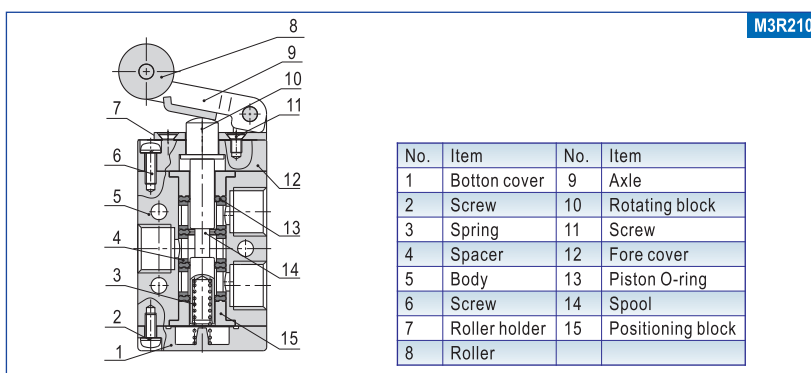 M3R210
8
9
10
7
11
6
12
5
13
4
14
3
2
15
1
No. Item No. Item
1 Botton cover 9 Axle
2 Screw 10 Rotating block
3 Spring 11 Screw
4 Spacer 12 Fore cover
5 Body 13 Piston O-ring
6 Screw 14 Spool
7 Roller holder 15 Positioning block
8 Roller